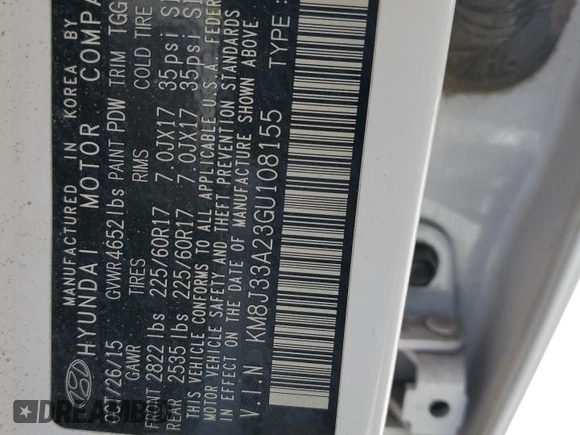 MANUFACTURED IN KOREA BY
HYUNDAI MOTOR COMPA
/26/15 GVWR 4652 lbs PAINT PDW TRIM TGG
GAWR TIRES RIMS COLD TIRE
FRONT 2822 lbs 225/60R17 7.0JX17 35psi
REAR 2535 lbs 225/60R17 7.0JX17 35psi
THIS VEHICLE CONFORMS TO ALL APPLICABLE U.S.A. FEDER
MOTOR VEHICLE SAFETY AND THEFT PREVENTION STANDARDS
IN EFFECT ON THE DATE OF MANUFACTURE SHOWN ABOVE
V.I.N KM8J33A23GU108155 TYPE :
DREAMBID